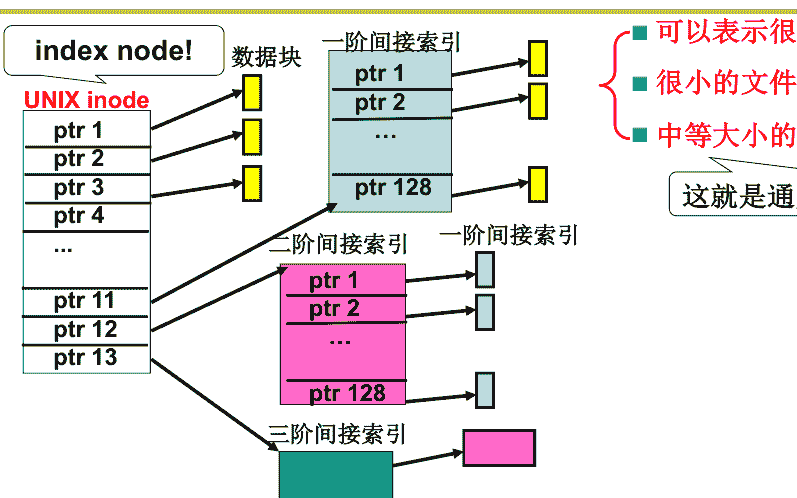 index node!
数据块
一阶间接索引
UNIX inode
ptr 1
ptr 2
ptr 3
ptr 4
...
ptr 11
ptr 12
ptr 13
ptr 1
ptr 2
...
ptr 128
二阶间接索引
一阶间接索引
ptr 1
ptr 2
...
ptr 128
三阶间接索引
可以表示很
很小的文件
中等大小的
这就是通